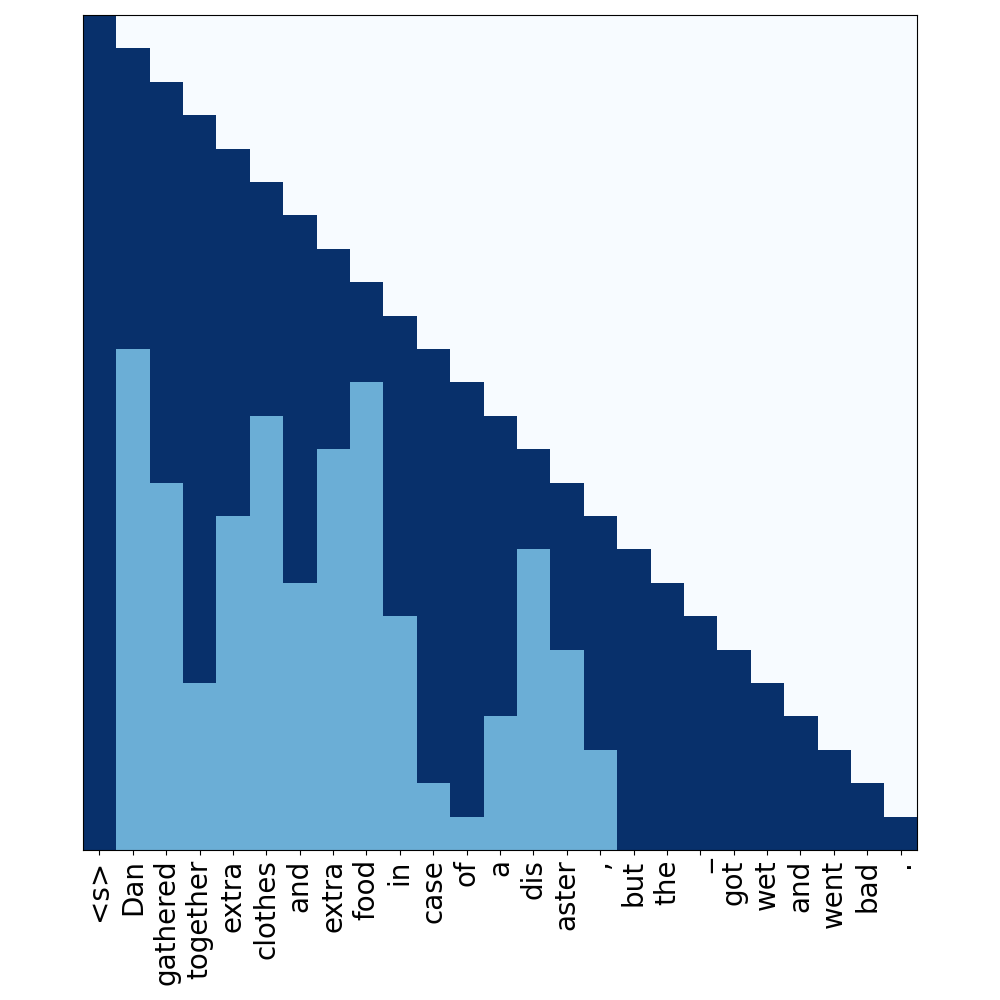 <s>
Dan
gathered
together
extra
clothes
and
extra
food
in
case
of
a
dis
aster
,
but
the
_
got
wet
and
went
bad
.